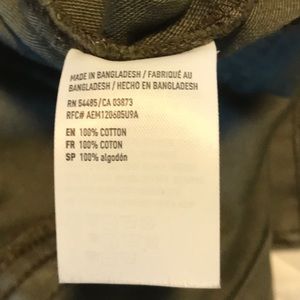 MADE IN BANGLADESH / FABRIQUÉ AU
BANGLADESH / HECHO EN BANGLADESH
RN 54485/CA 03873
RFC# AEM120605U9A
EN 100% COTTON
FR 100% COTON
SP 100% algodón